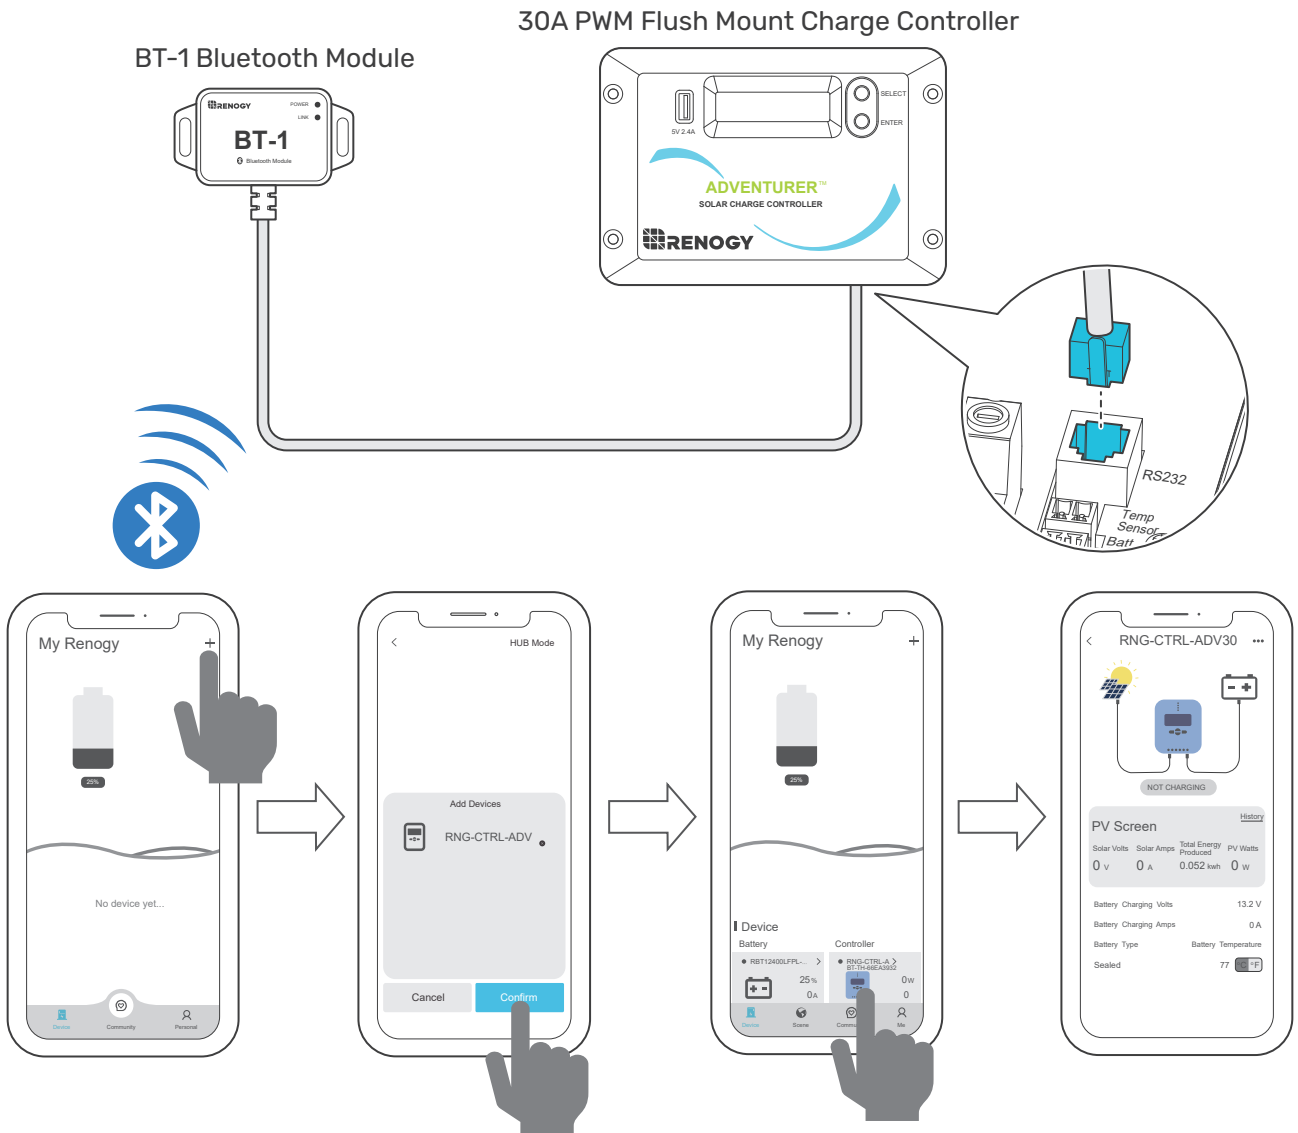 30A PWM Flush Mount Charge Controller
BT-1 Bluetooth Module
RENOGY
POWER
LINK
BT-1
Bluetooth Module
5V 2.4A
SELECT
ENTER
ADVENTURER™
SOLAR CHARGE CONTROLLER
RENOGY
RS232
Temp
Sensor
Batt
My Renogy
+
25%
No device yet...
Device
Community
Personal
<
HUB Mode
Add Devices
RNG-CTRL-ADV
Cancel
Confirm
My Renogy
+
25%
Device
Battery
Controller
RBT12400LFPL-... >
25%
0A
RNG-CTRL-A >
BT-TH-66EA3932
0W
0
Device
Scene
Commu
Me
< RNG-CTRL-ADV30 •••
NOT CHARGING
History
PV Screen
Solar Volts
Solar Amps
Total Energy
Produced
PV Watts
0 V
0 A
0.052 kwh
0 W
Battery Charging Volts 13.2 V
Battery Charging Amps 0 A
Battery Type Battery Temperature
Sealed 77 °C °F